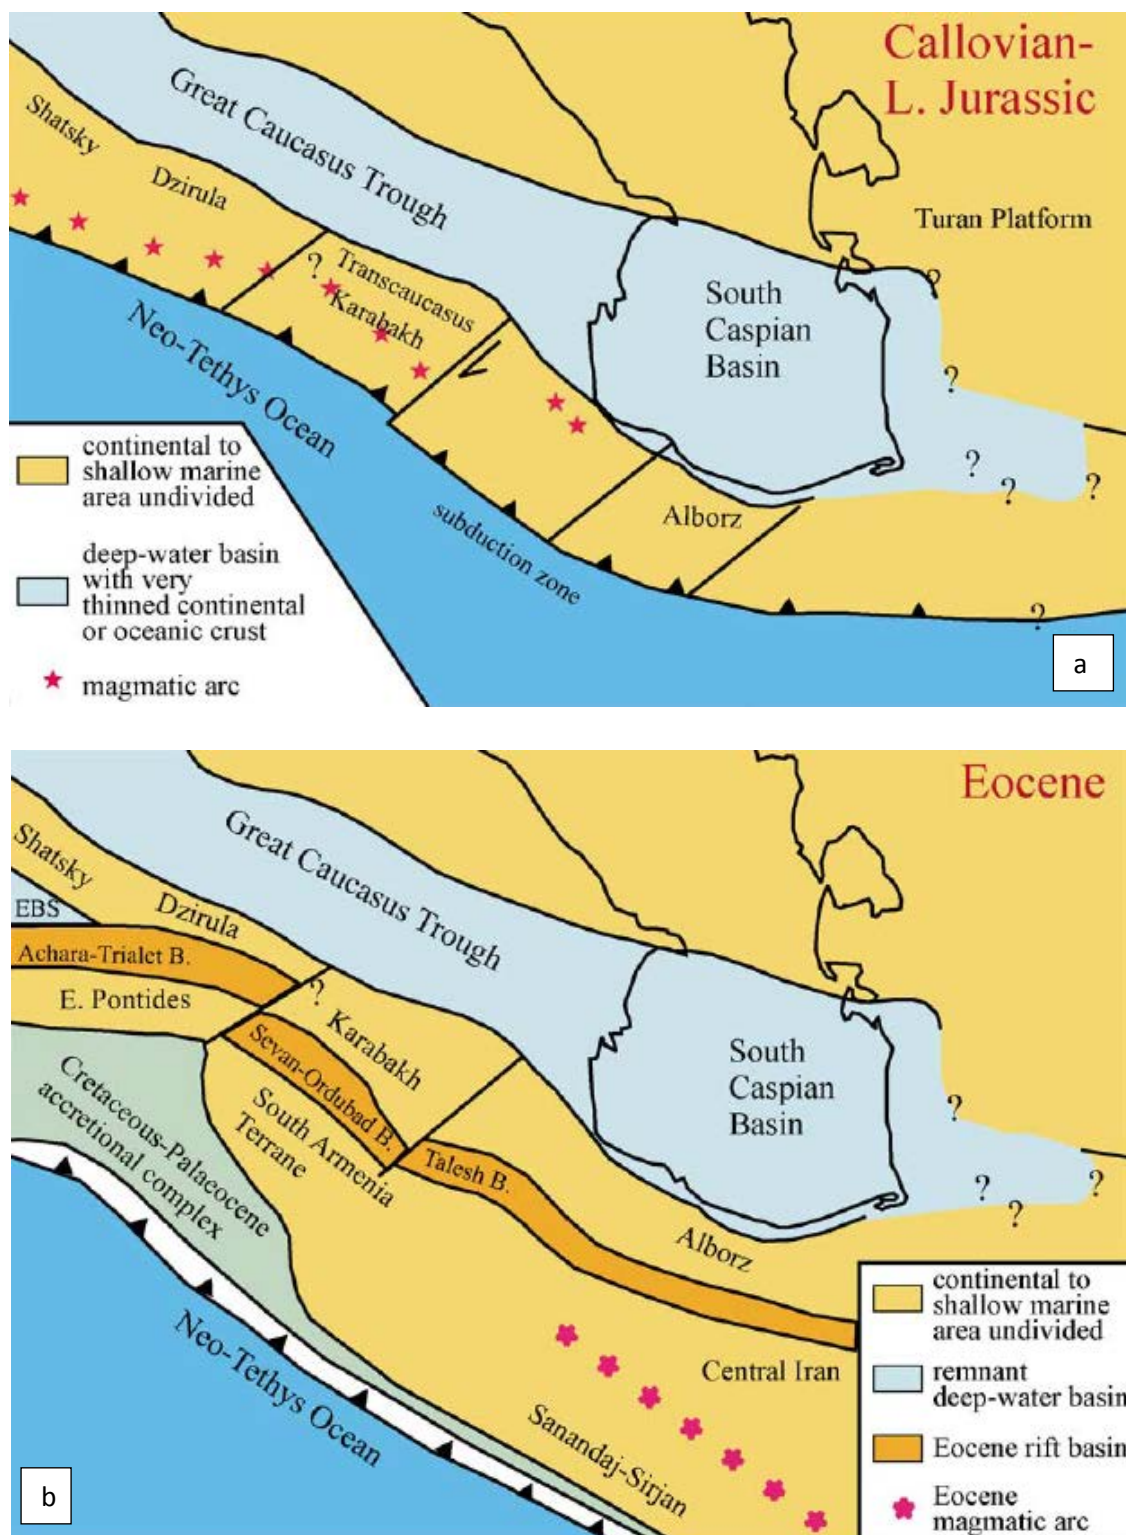 Callovian-
L. Jurassic
Great Caucasus Trough
Shatsky
Dzirula
?
Transcaucasus
Karabakh
Turan Platform
?
South
Caspian
Basin
Neo-Tethys Ocean
?
?
?
?
subduction zone
Alborz
?
continental to
shallow marine
area undivided
deep-water basin
with very
thinned continental
or oceanic crust
magmatic arc
a
Eocene
Great Caucasus Trough
Shatsky
EBS
Dzirula
Achara-Trialet B.
E. Pontides
?
Karabakh
Sevan-Ordubad B.
South Armenia
Terrane
Talesh B.
South
Caspian
Basin
?
?
?
?
Cretaceous-Palaeocene
accretional complex
Alborz
Neo-Tethys Ocean
Central Iran
Sanandaj-Sirjan
continental to
shallow marine
area undivided
remnant
deep-water basin
Eocene rift basin
Eocene
magmatic arc
b